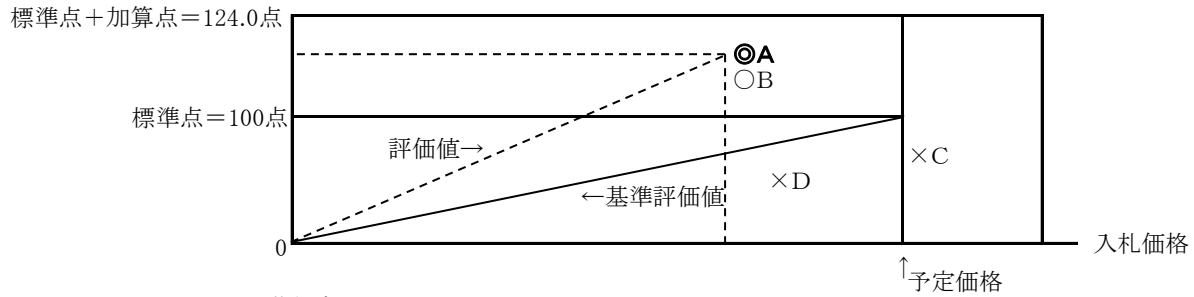 標準点+加算点=124.0点
◎A
○B
標準点=100点
評価値→
×C
×D
←基準評価値
0
入札価格
↑予定価格